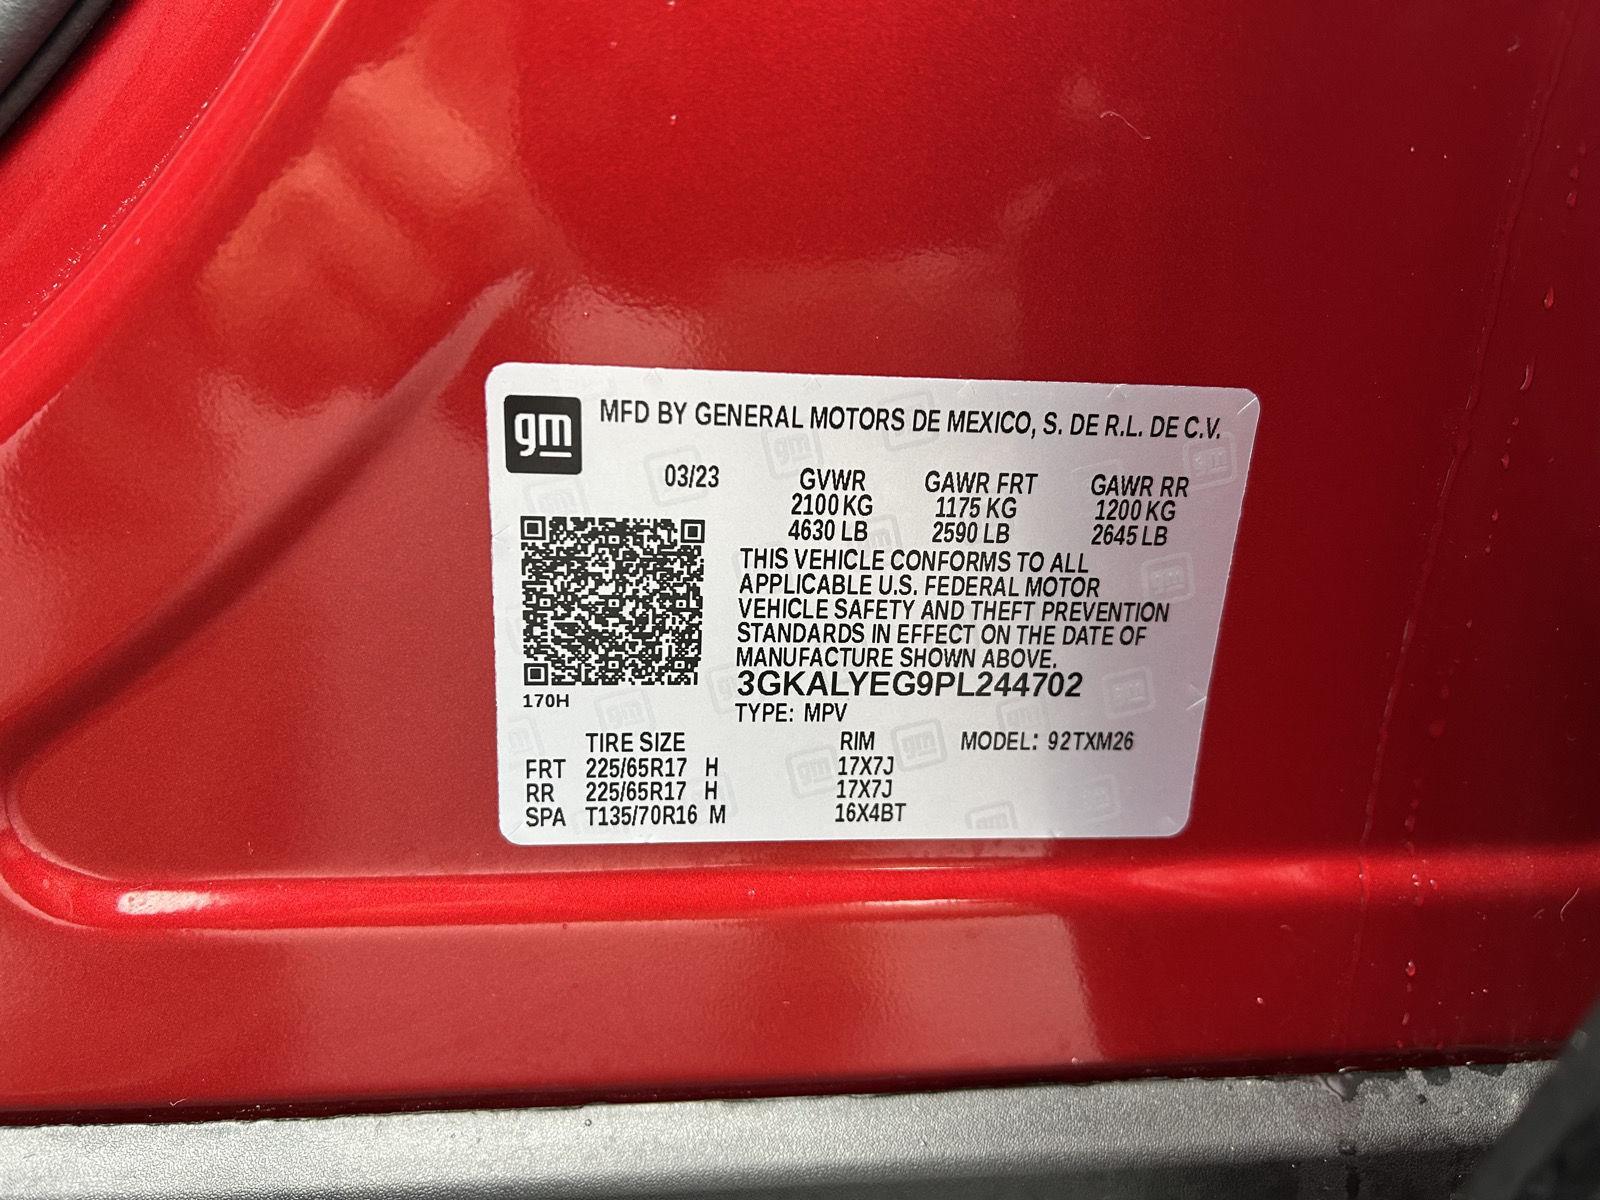 gm MFD BY GENERAL MOTORS DE MEXICO, S. DE R.L. DE C.V.
03/23 GVWR GAWR FRT GAWR RR
2100 KG 1175 KG 1200 KG
4630 LB 2590 LB 2645 LB
THIS VEHICLE CONFORMS TO ALL
APPLICABLE U.S. FEDERAL MOTOR
VEHICLE SAFETY AND THEFT PREVENTION
STANDARDS IN EFFECT ON THE DATE OF
MANUFACTURE SHOWN ABOVE.
3GKALYEG9PL244702
170H
TYPE: MPV
TIRE SIZE RIM MODEL: 92TXM26
FRT 225/65R17 H 17X7J
RR 225/65R17 H 17X7J
SPA T135/70R16 M 16X4BT